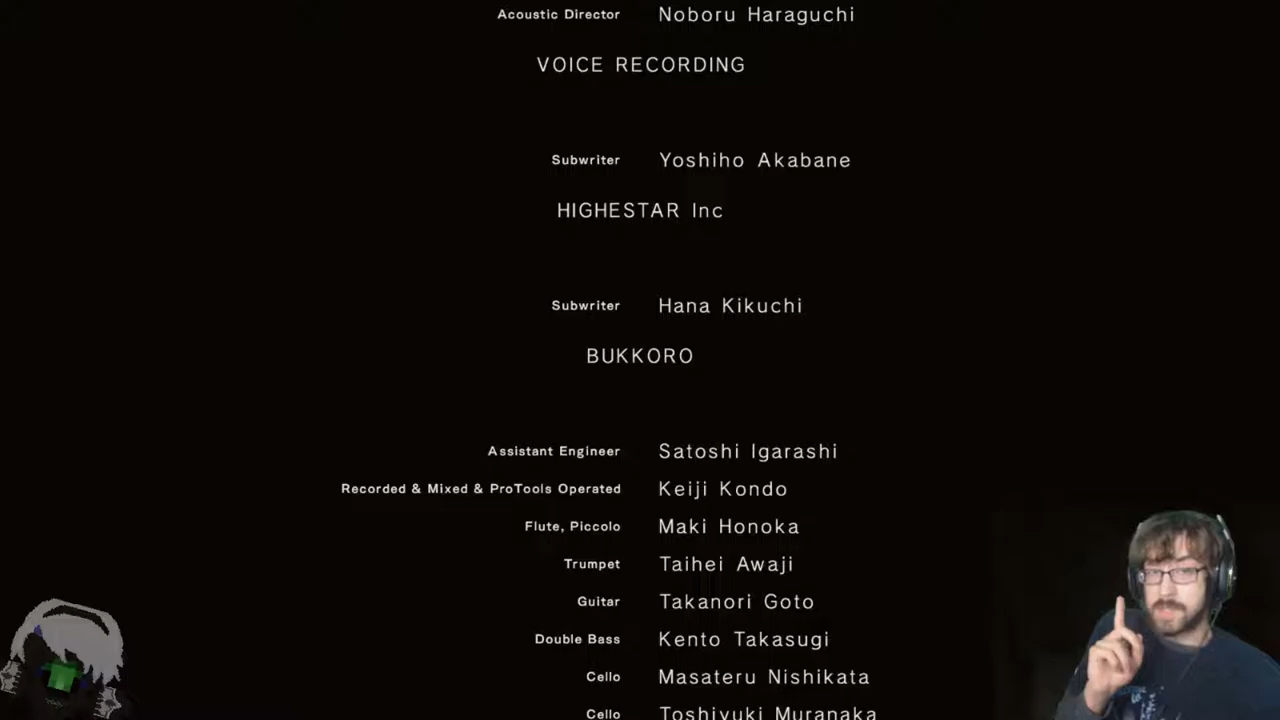 Acoustic Director Noboru Haraguchi
VOICE RECORDING
Subwriter Yoshiho Akabane
HIGHESTAR Inc
Subwriter Hana Kikuchi
BUKKORO
Assistant Engineer Satoshi Igarashi
Recorded & Mixed & ProTools Operated Keiji Kondo
Flute, Piccolo Maki Honoka
Trumpet Taihei Awaji
Guitar Takanori Goto
Double Bass Kento Takasugi
Cello Masateru Nishikata
Cello Toshiyuki Muranaka